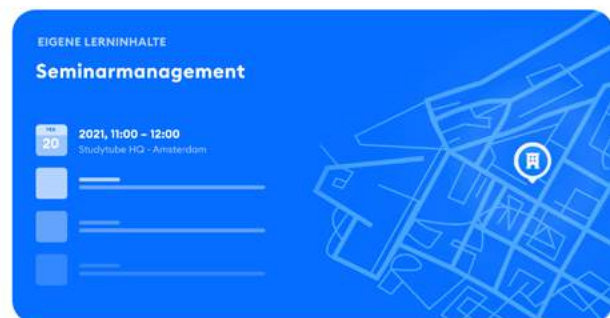 EIGENE LERNINHALTE
Seminarmanagement
FEB
20
2021, 11:00 – 12:00
Studytube HQ - Amsterdam